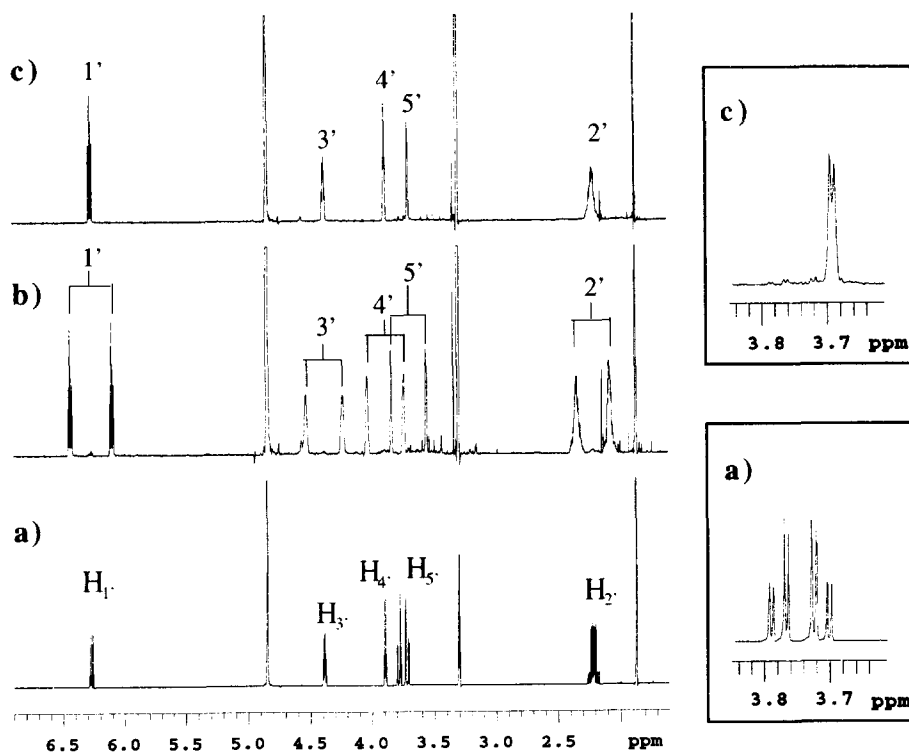 c)
1’
3’
4’
5’
2’
b)
1’
3’
4’
5’
2’
a)
H1'
H3'
H4'
H5'
H2'
6.5 6.0 5.5 5.0 4.5 4.0 3.5 3.0 2.5 ppm
c)
3.8 3.7 ppm
a)
3.8 3.7 ppm